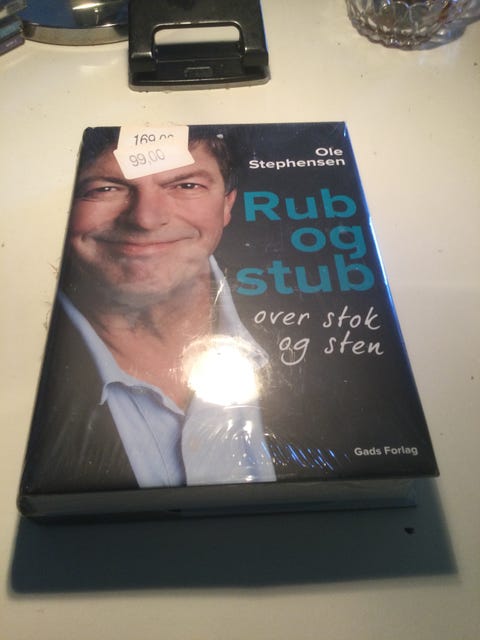 169,00
99,00
Ole
Stephensen
Rub
og
stub
over stok
og sten
Gads Forlag